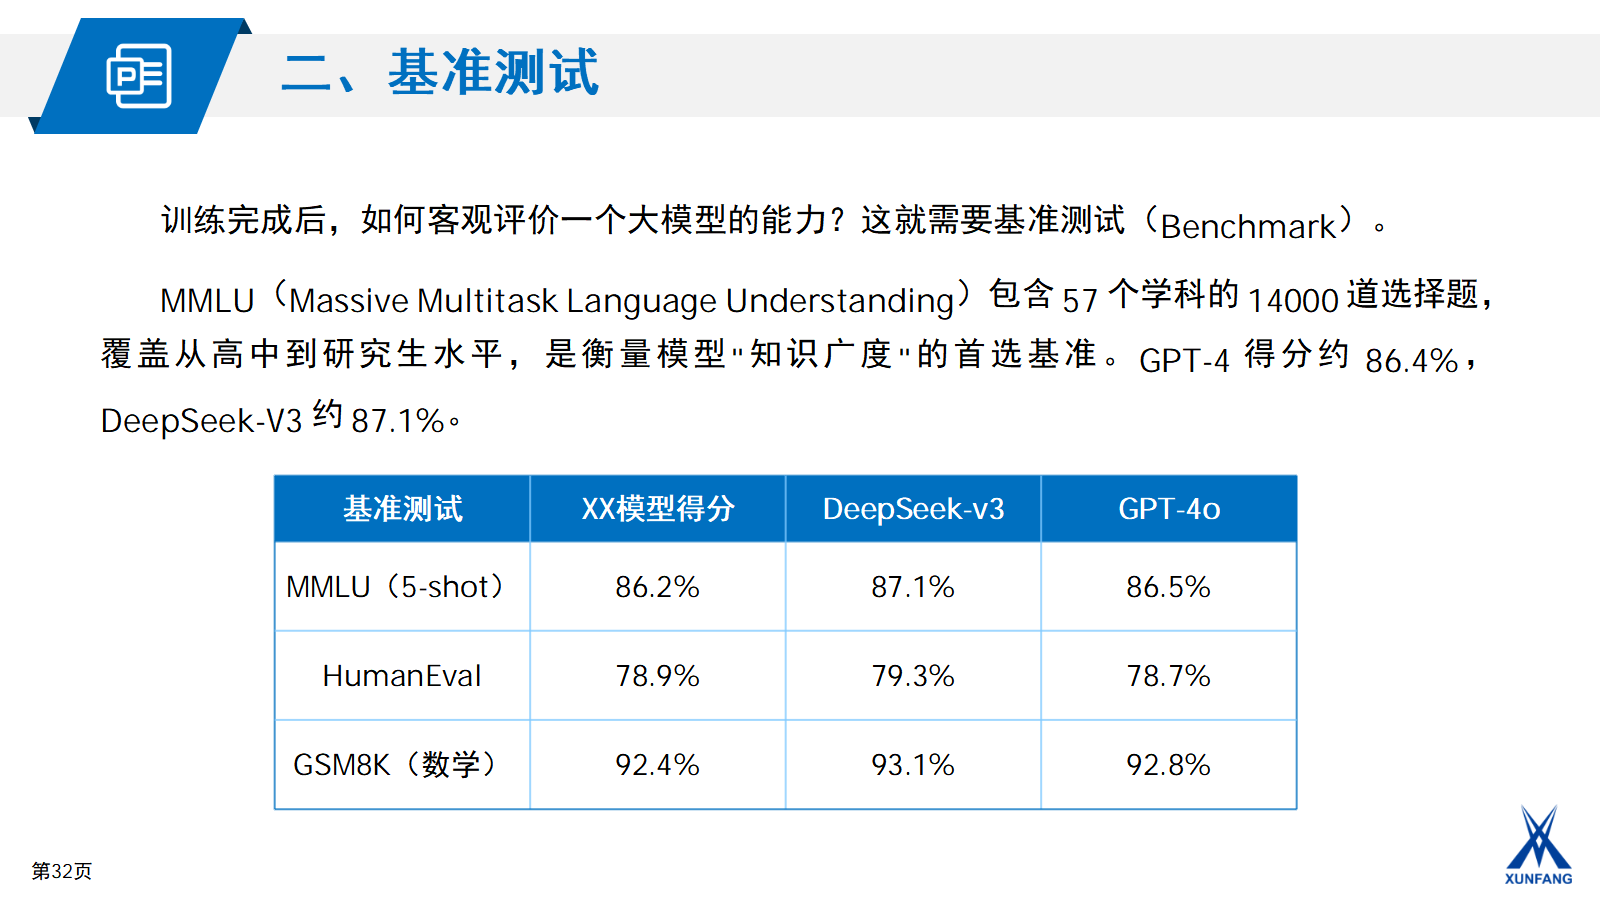 二、基准测试
训练完成后，如何客观评价一个大模型的能力？这就需要基准测试（Benchmark）。
MMLU（Massive Multitask Language Understanding）包含 57 个学科的 14000 道选择题，
覆盖从高中到研究生水平，是衡量模型"知识广度"的首选基准。GPT-4 得分约 86.4%，
DeepSeek-V3 约 87.1%。
基准测试 XX模型得分 DeepSeek-v3 GPT-4o
MMLU（5-shot） 86.2% 87.1% 86.5%
HumanEval 78.9% 79.3% 78.7%
GSM8K（数学） 92.4% 93.1% 92.8%
第32页
XUNFANG